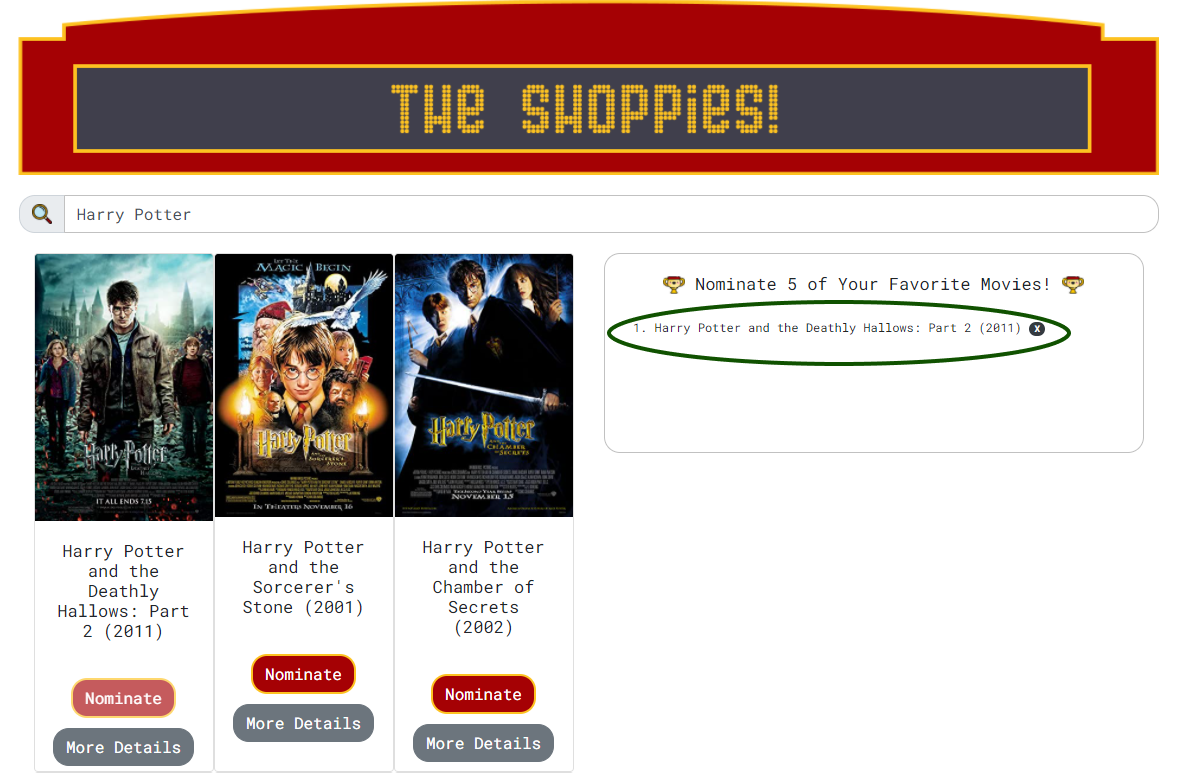 THe SHOPPieS!
Harry Potter
LET THE
MAGIC BEGIN
Harry Potter
IT ALL ENDS 7.15
Harry Potter
AND THE
SORCERER'S
STONE
IN THEATERS NOVEMBER 16
Harry Potter
AND THE
CHAMBER
OF SECRETS
NOVEMBER 15
🏆 Nominate 5 of Your Favorite Movies! 🏆
1. Harry Potter and the Deathly Hallows: Part 2 (2011) X
Harry Potter
and the
Deathly
Hallows: Part
2 (2011)
Nominate
More Details
Harry Potter
and the
Sorcerer's
Stone (2001)
Nominate
More Details
Harry Potter
and the
Chamber of
Secrets
(2002)
Nominate
More Details